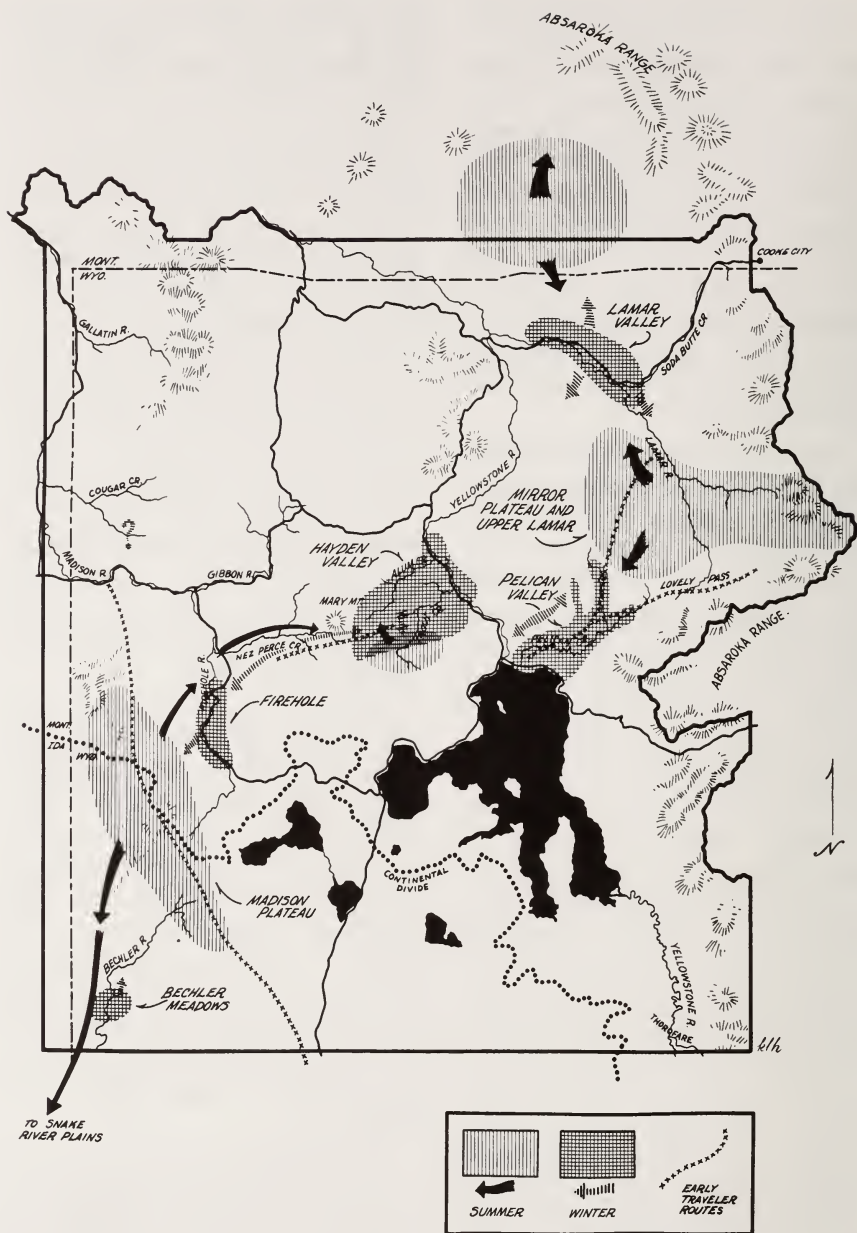 ABSAROKA RANGE
MONT.
WYO.
COOKE CITY
GALLATIN R.
LAMAR
VALLEY
SODA BUTTE CR
LAMAR R.
YELLOWSTONE R
COUGAR CR.
MIRROR
PLATEAU AND
UPPER LAMAR
HAYDEN
VALLEY
ALUM CR.
MADISON R.
GIBBON R.
MARY MT.
PELICAN
VALLEY
LOVELY PASS
NEZ PERCE CR.
FIREHOLE R.
FIREHOLE
ABSAROKA RANGE.
MONT.
IDA
WYO.
CONTINENTAL
DIVIDE
MADISON
PLATEAU
BECHLER R.
BECHLER
MEADOWS
YELLOWSTONE R.
THOROFARE
N
klh
TO SNAKE
RIVER PLAINS
SUMMER
WINTER
EARLY
TRAVELER
ROUTES